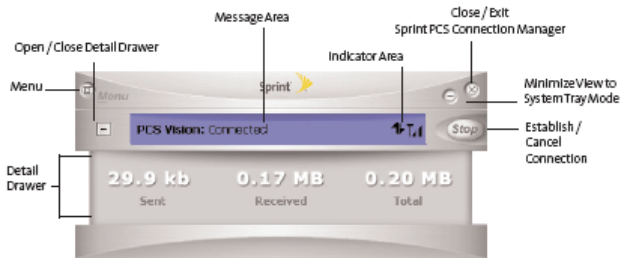 Message Area
Close / Exit
Sprint PCS Connection Manager
Open / Close Detail Drawer
Indicator Area
Menu
Menu
Sprint
Minimize View to
System Tray Mode
PCS Vision: Connected
Stop
Establish /
Cancel
Connection
Detail
Drawer
29.9 kb
0.17 MB
0.20 MB
Sent
Received
Total